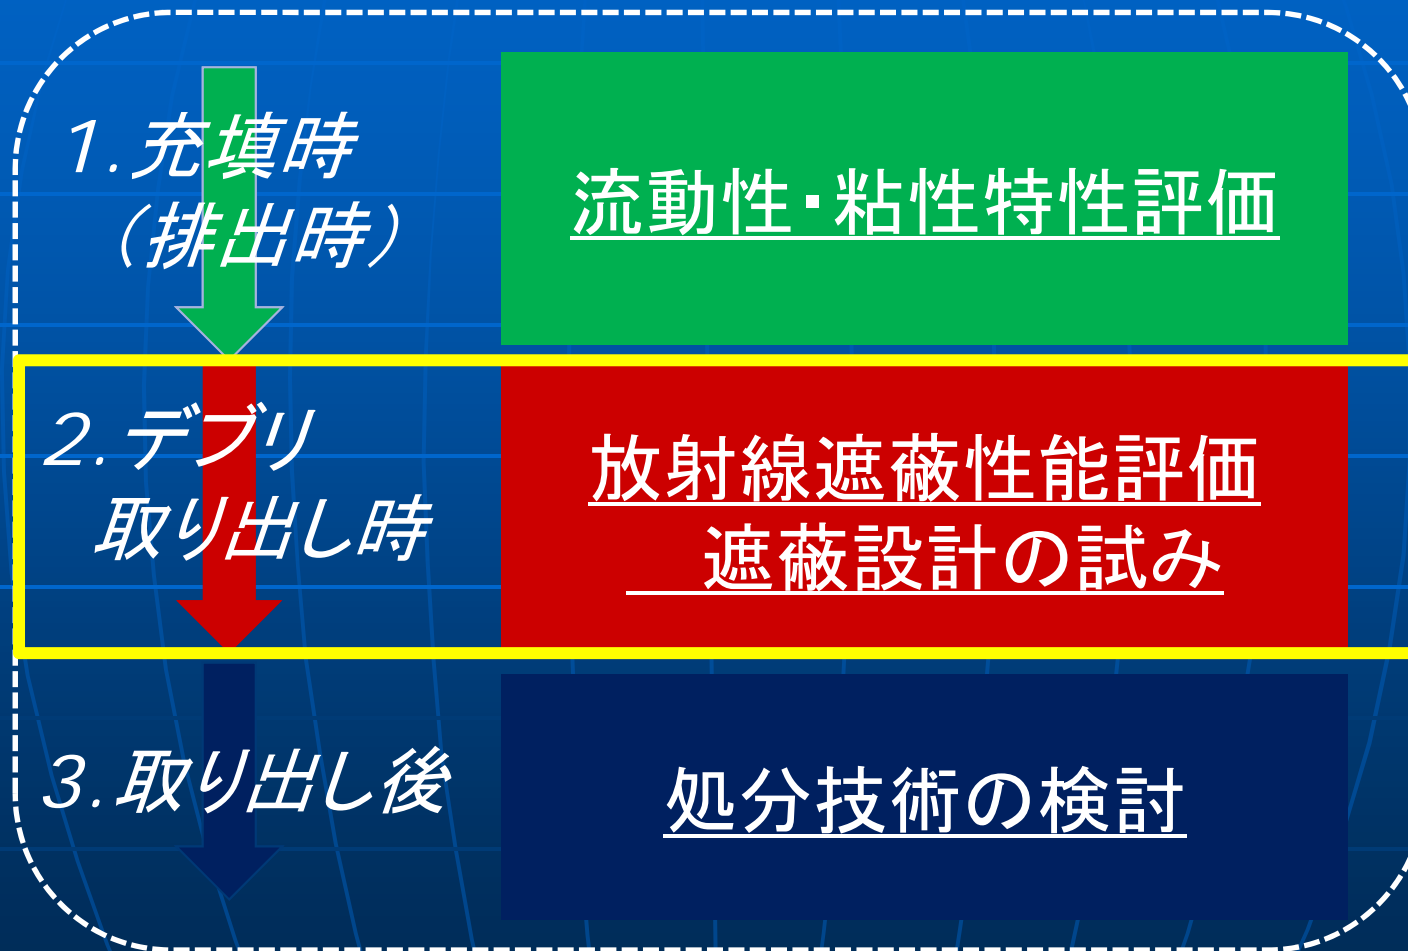 1.充填時
（排出時）
流動性・粘性特性評価
2.デブリ
取り出し時
放射線遮蔽性能評価
遮蔽設計の試み
3.取り出し後
処分技術の検討